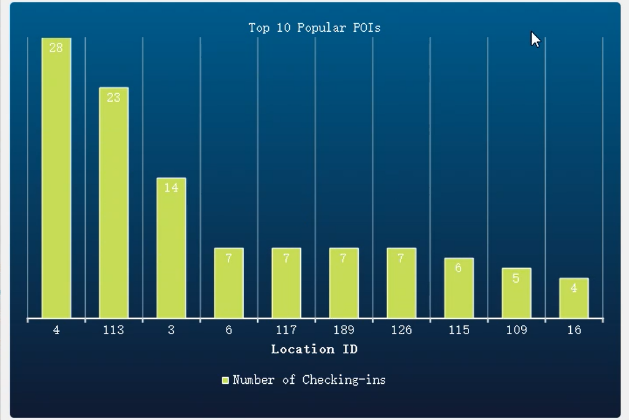 Top 10 Popular POIs
28
23
14
7
7
7
7
6
5
4
4 113 3 6 117 189 126 115 109 16
Location ID
Number of Checking-ins